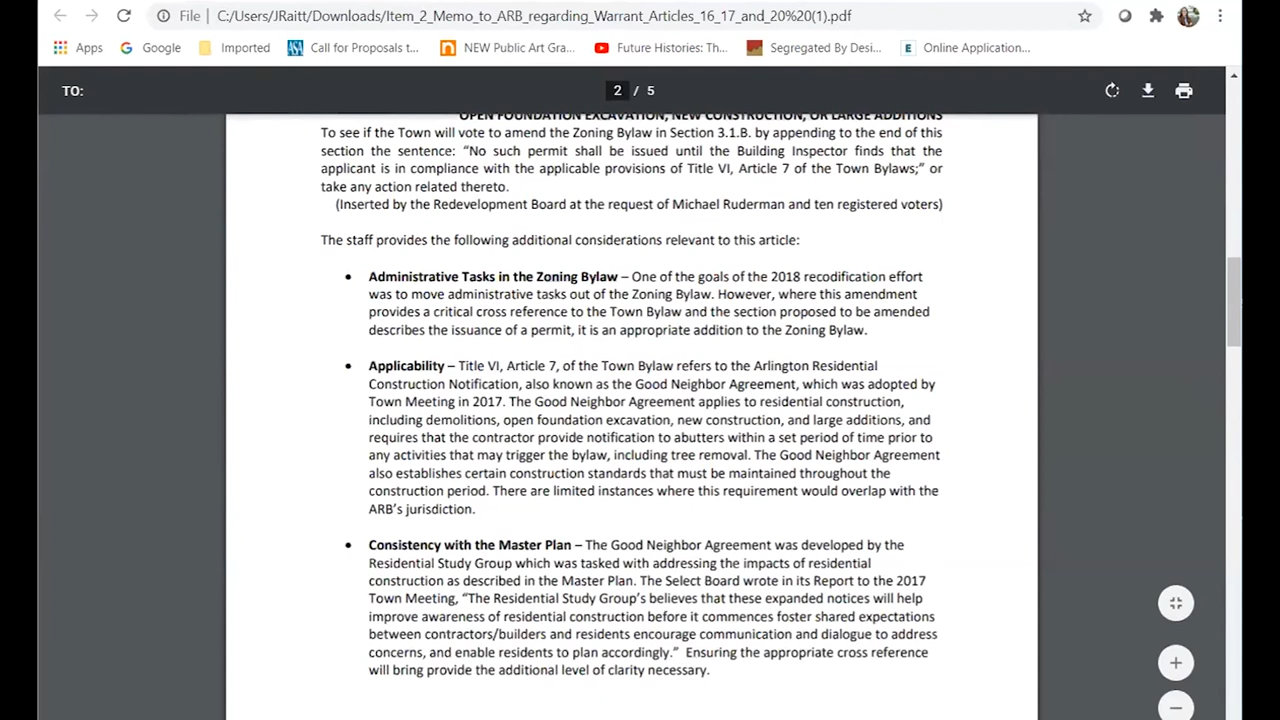 File C:/Users/JRaitt/Downloads/Item_2_Memo_to_ARB_regarding_Warrant_Articles_16_17_and_20%20(1).pdf
Apps Google Imported Call for Proposals t... NEW Public Art Gra... Future Histories: Th... Segregated By Desi... Online Application...
TO: 2 / 5
OPEN FOUNDATION EXCAVATION, NEW CONSTRUCTION, OR LARGE ADDITIONS
To see if the Town will vote to amend the Zoning Bylaw in Section 3.1.B. by appending to the end of this
section the sentence: “No such permit shall be issued until the Building Inspector finds that the
applicant is in compliance with the applicable provisions of Title VI, Article 7 of the Town Bylaws;” or
take any action related thereto.
(Inserted by the Redevelopment Board at the request of Michael Ruderman and ten registered voters)
The staff provides the following additional considerations relevant to this article:
• Administrative Tasks in the Zoning Bylaw – One of the goals of the 2018 recodification effort
was to move administrative tasks out of the Zoning Bylaw. However, where this amendment
provides a critical cross reference to the Town Bylaw and the section proposed to be amended
describes the issuance of a permit, it is an appropriate addition to the Zoning Bylaw.
• Applicability – Title VI, Article 7, of the Town Bylaw refers to the Arlington Residential
Construction Notification, also known as the Good Neighbor Agreement, which was adopted by
Town Meeting in 2017. The Good Neighbor Agreement applies to residential construction,
including demolitions, open foundation excavation, new construction, and large additions, and
requires that the contractor provide notification to abutters within a set period of time prior to
any activities that may trigger the bylaw, including tree removal. The Good Neighbor Agreement
also establishes certain construction standards that must be maintained throughout the
construction period. There are limited instances where this requirement would overlap with the
ARB’s jurisdiction.
• Consistency with the Master Plan – The Good Neighbor Agreement was developed by the
Residential Study Group which was tasked with addressing the impacts of residential
construction as described in the Master Plan. The Select Board wrote in its Report to the 2017
Town Meeting, “The Residential Study Group’s believes that these expanded notices will help
improve awareness of residential construction before it commences foster shared expectations
between contractors/builders and residents encourage communication and dialogue to address
concerns, and enable residents to plan accordingly.” Ensuring the appropriate cross reference
will bring provide the additional level of clarity necessary.